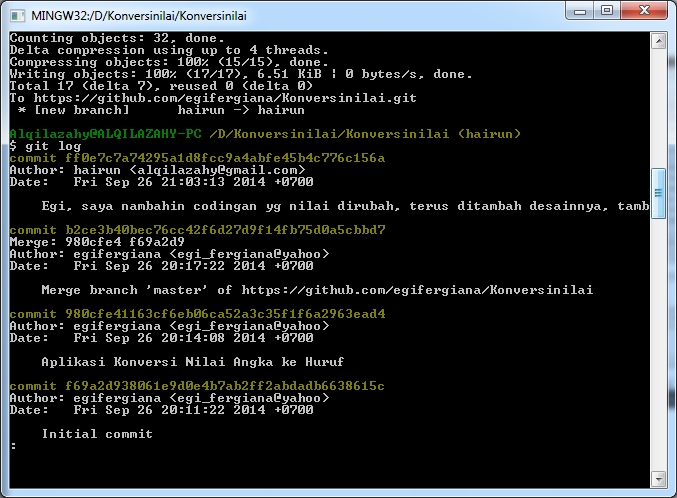 MINGW32:/D/Konversinilai/Konversinilai
Counting objects: 32, done.
Delta compression using up to 4 threads.
Compressing objects: 100% (15/15), done.
Writing objects: 100% (17/17), 6.51 KiB ¦ 0 bytes/s, done.
Total 17 (delta 7), reused 0 (delta 0)
To https://github.com/egifergiana/Konversinilai.git
 * [new branch]      hairun -> hairun
Alqilazahy@ALQILAZAHY-PC /D/Konversinilai/Konversinilai (hairun)
$ git log
commit ff0e7c7a74295a1d8fcc9a4abfe45b4c776c156a
Author: hairun <alqilazahy@gmail.com>
Date:   Fri Sep 26 21:03:13 2014 +0700
    Egi, saya nambahin codingan yg nilai dirubah, terus ditambah desainnya, tamb
commit b2ce3b40bec76cc42f6d27d9f14fb75d0a5cbbd7
Merge: 980cfe4 f69a2d9
Author: egifergiana <egi_fergiana@yahoo>
Date:   Fri Sep 26 20:17:22 2014 +0700
    Merge branch 'master' of https://github.com/egifergiana/Konversinilai
commit 980cfe41163cf6eb06ca52a3c35f1f6a2963ead4
Author: egifergiana <egi_fergiana@yahoo>
Date:   Fri Sep 26 20:14:08 2014 +0700
    Aplikasi Konversi Nilai Angka ke Huruf
commit f69a2d938061e9d0e4b7ab2ff2abdadb6638615c
Author: egifergiana <egi_fergiana@yahoo>
Date:   Fri Sep 26 20:11:22 2014 +0700
    Initial commit
: